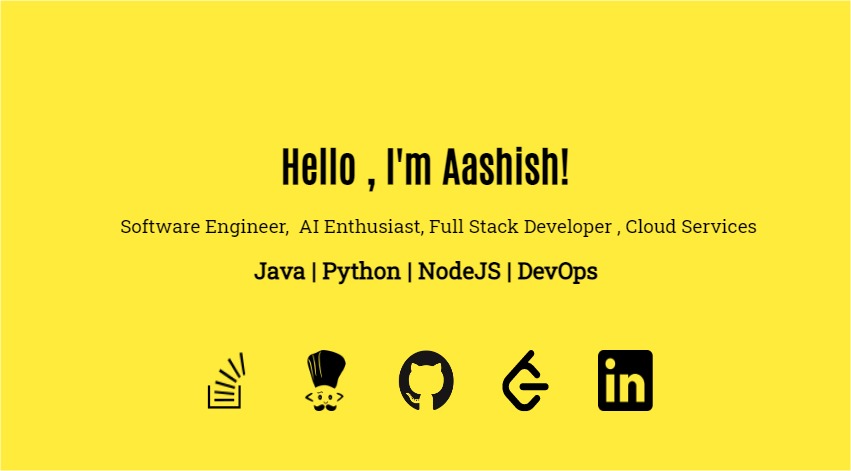 Hello , I'm Aashish!
Software Engineer,  AI Enthusiast, Full Stack Developer , Cloud Services
Java | Python | NodeJS | DevOps
in